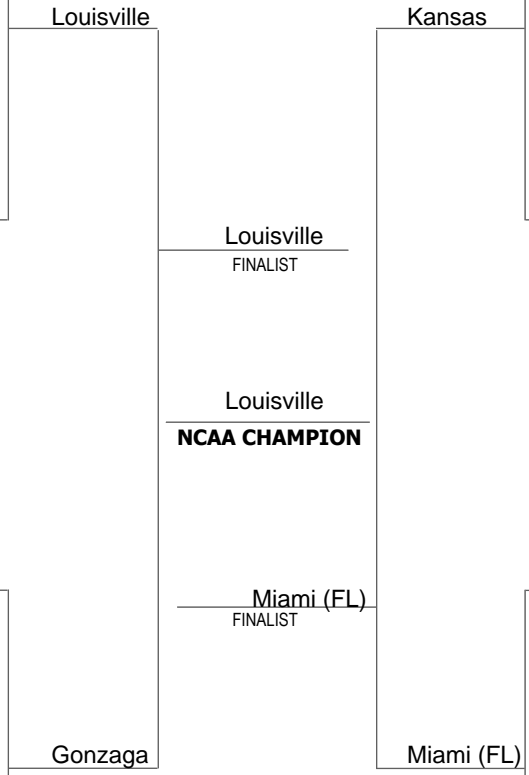 Louisville
Kansas
Louisville
FINALIST
Louisville
NCAA CHAMPION
Miami (FL)
FINALIST
Gonzaga
Miami (FL)